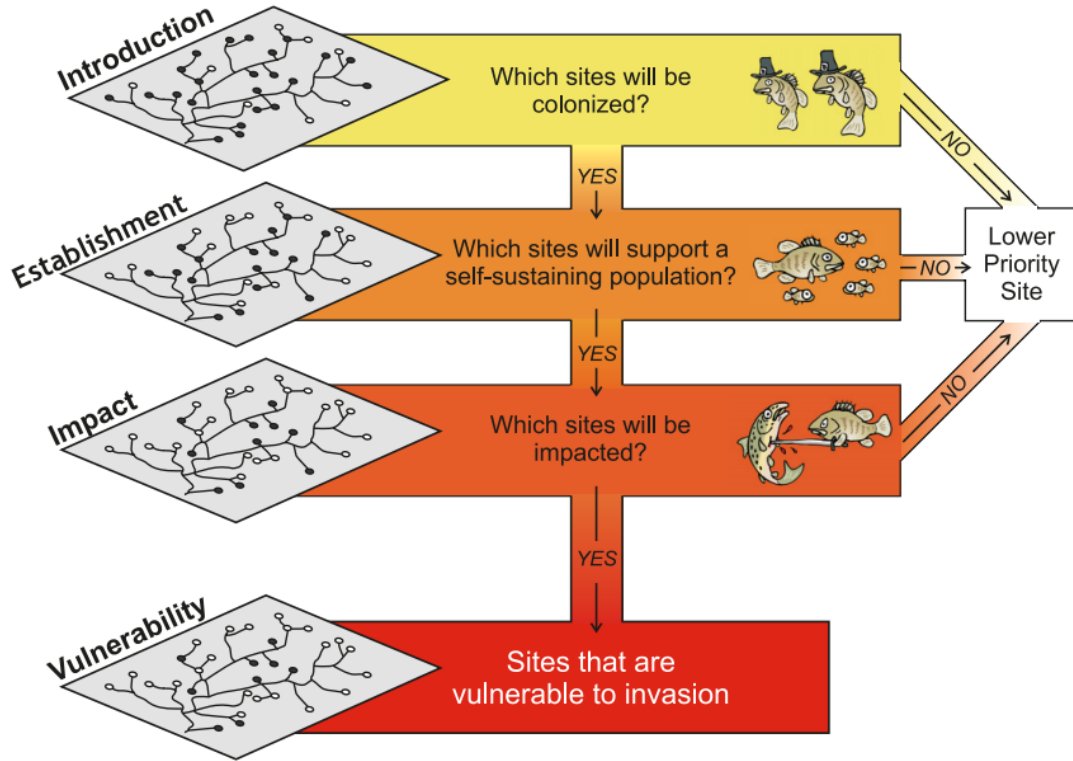 Introduction
Which sites will be
colonized?
NO
YES
Establishment
Which sites will support a
self-sustaining population?
NO
Lower
Priority
Site
YES
Impact
Which sites will be
impacted?
NO
YES
Vulnerability
Sites that are
vulnerable to invasion